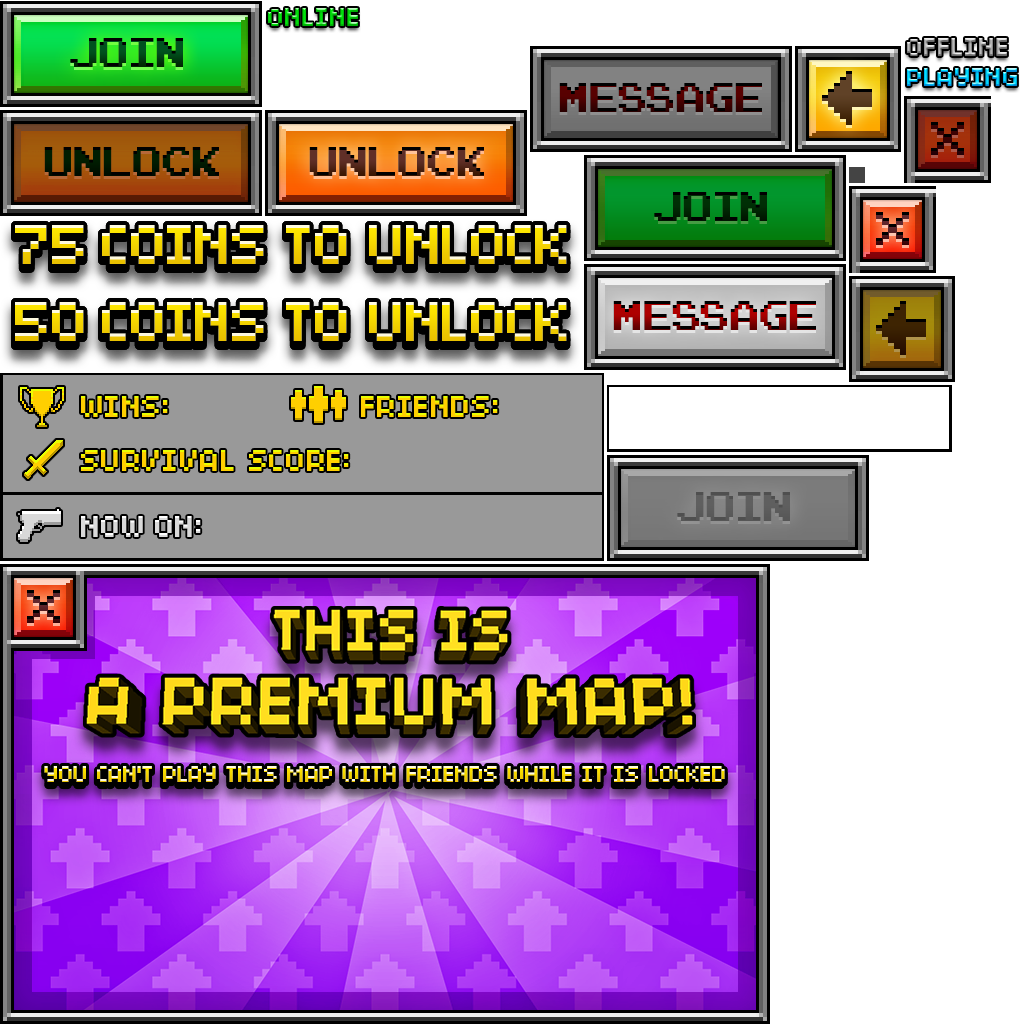 JOIN
ONLINE
OFFLINE
PLAYING
MESSAGE
UNLOCK
UNLOCK
JOIN
75 COINS TO UNLOCK
50 COINS TO UNLOCK
MESSAGE
WINS:
FRIENDS:
SURVIVAL SCORE:
NOW ON:
JOIN
THIS IS
A PREMIUM MAP!
YOU CAN'T PLAY THIS MAP WITH FRIENDS WHILE IT IS LOCKED